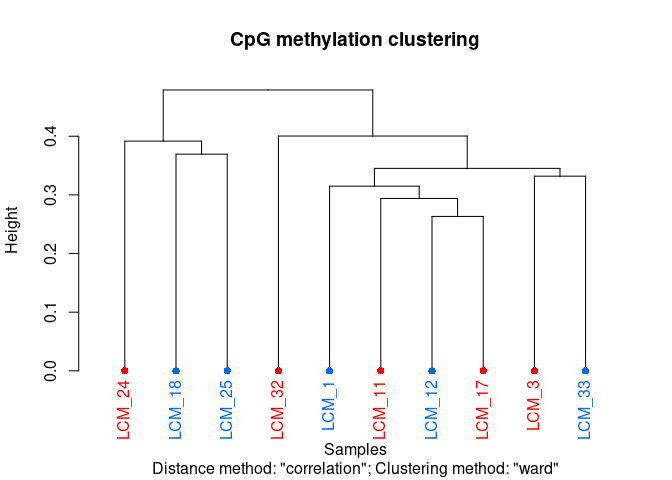 CpG methylation clustering
Height
0.4
0.3
0.2
0.1
0.0
LCM_24
LCM_18
LCM_25
LCM_32
LCM_1
LCM_11
LCM_12
LCM_17
LCM_3
LCM_33
Samples
Distance method: "correlation"; Clustering method: "ward"